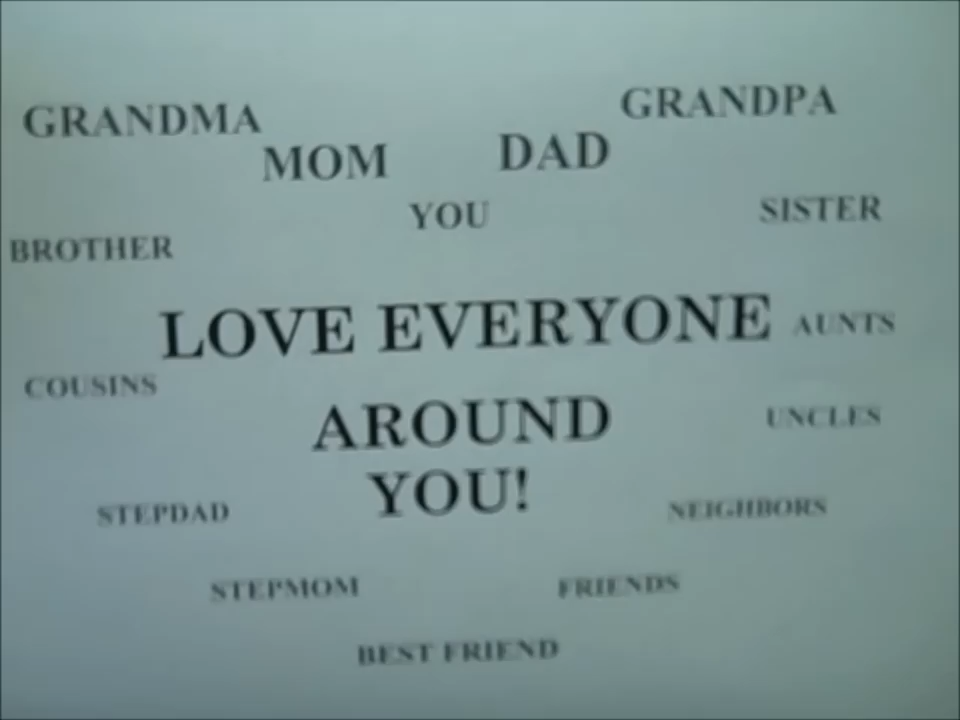 GRANDMA
GRANDPA
MOM
DAD
YOU
SISTER
BROTHER
LOVE EVERYONE
AUNTS
COUSINS
AROUND
UNCLES
YOU!
STEPDAD
NEIGHBORS
STEPMOM
FRIENDS
BEST FRIEND